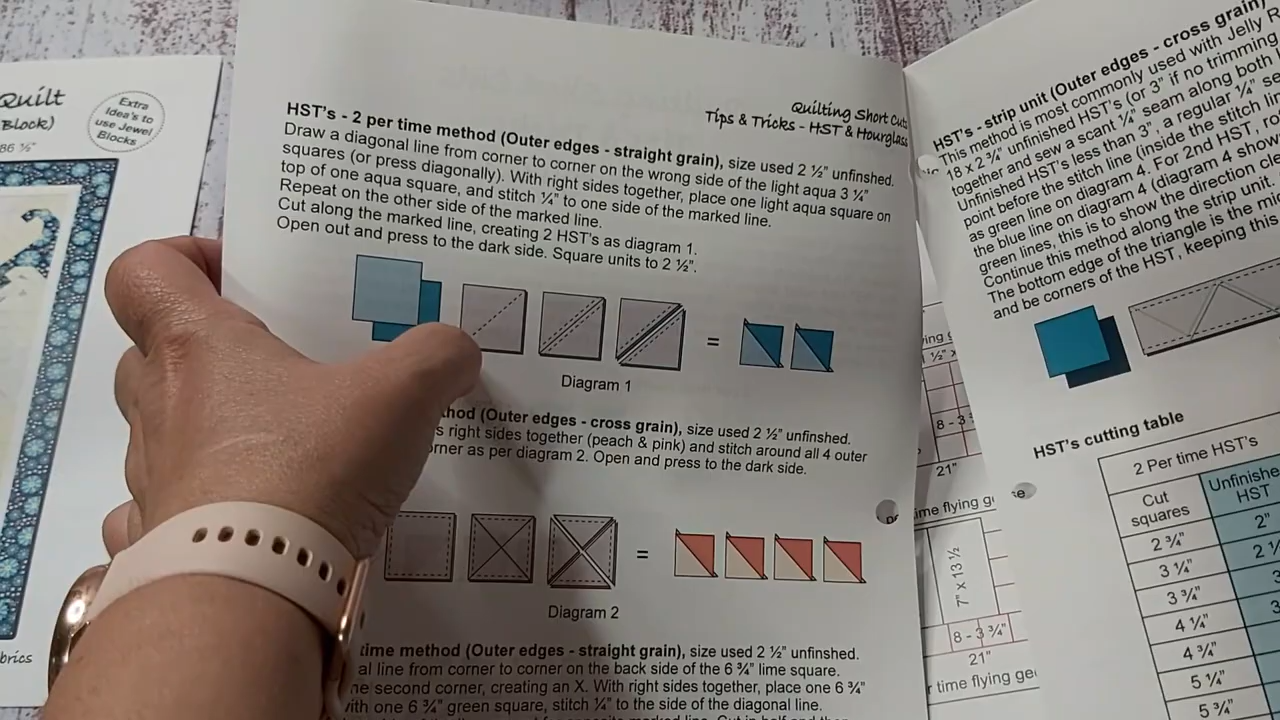 Quilt
Block)
86 ½"
Extra
Idea's to
use Jewel
Blocks
brics
Quilting Short Cuts
Tips & Tricks - HST & Hourglass
HST's - 2 per time method (Outer edges - straight grain), size used 2 ½" unfinished.
Draw a diagonal line from corner to corner on the wrong side of the light aqua 3 ¼"
squares (or press diagonally). With right sides together, place one light aqua square on
top of one aqua square, and stitch ¼" to one side of the marked line.
Repeat on the other side of the marked line.
Cut along the marked line, creating 2 HST's as diagram 1.
Open out and press to the dark side. Square units to 2 ½".
=
Diagram 1
(Outer edges - cross grain), size used 2 ½" unfinshed.
right sides together (peach & pink) and stitch around all 4 outer
as per diagram 2. Open and press to the dark side.
=
Diagram 2
time method (Outer edges - straight grain), size used 2 ½" unfinshed.
line from corner to corner on the back side of the 6 ¾" lime square.
second corner, creating an X. With right sides together, place one 6 ¾"
with one 6 ¾" green square, stitch ¼" to the side of the diagonal line.
8 - 3
21"
ime flying
7" x 13 ½
8 - 3 ¾"
21"
r time flying
HST's - strip unit (Outer edges - cross grain)
This method is most commonly used with Jelly
18 x 2 ¾" unfinished HST's (or 3" if no trimming
together and sew a scant ¼" seam along both
Unfinished HST's less than 3", a regular ¼"
point before the stitch line (inside the stitch
as green line on diagram 4. For 2nd HST,
the blue line on diagram 4 (diagram 4
green lines, this is to show the direction
Continue this method along the strip unit.
The bottom edge of the triangle is the
and be corners of the HST, keeping this
HST's cutting table
2 Per time HST's
Cut
squares
Unfinished
HST
2 ¾"
2"
3 ¼"
3 ¾"
4 ¼"
4 ¾"
5 ¼"
5 ¾"